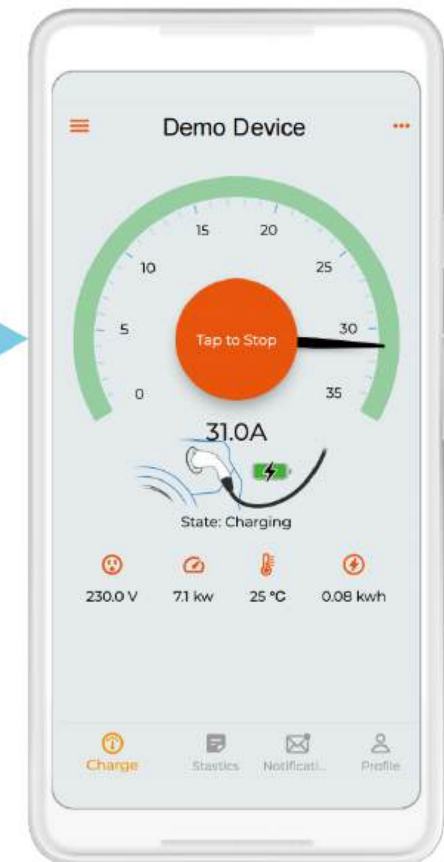 Demo Device
15 20
10 25
5 30
0 35
Tap to Stop
31.0A
State: Charging
230.0 V 7.1 kw 25 °C 0.08 kwh
Charge Stastics Notificati... Profile